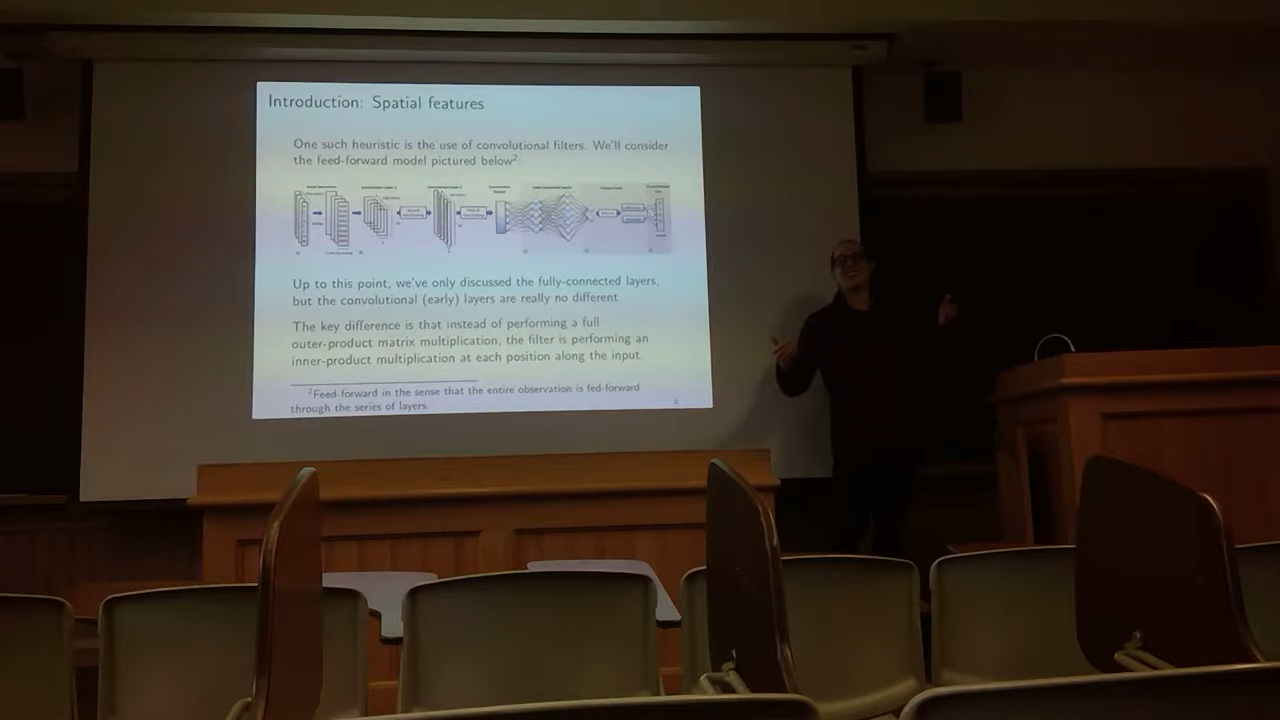 Introduction: Spatial features
One such heuristic is the use of convolutional filters. We'll consider
the feed-forward model pictured below²:
Up to this point, we've only discussed the fully-connected layers,
but the convolutional (early) layers are really no different
The key difference is that instead of performing a full
outer-product matrix multiplication, the filter is performing an
inner-product multiplication at each position along the input.
²Feed-forward in the sense that the entire observation is fed-forward
through the series of layers.